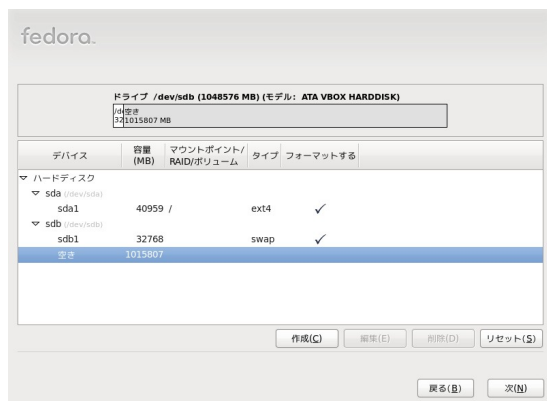 fedora
ドライブ /dev/sdb (1048576 MB) (モデル: ATA VBOX HARDDISK)
/de 空き
32 1015807 MB
デバイス 容量 (MB) マウントポイント/ RAID/ボリューム タイプ フォーマットする
ハードディスク
sda (/dev/sda)
sda1 40959 / ext4 ✓
sdb (/dev/sdb)
sdb1 32768 swap ✓
空き 1015807
作成(C) 編集(E) 削除(D) リセット(S)
戻る(B) 次(N)